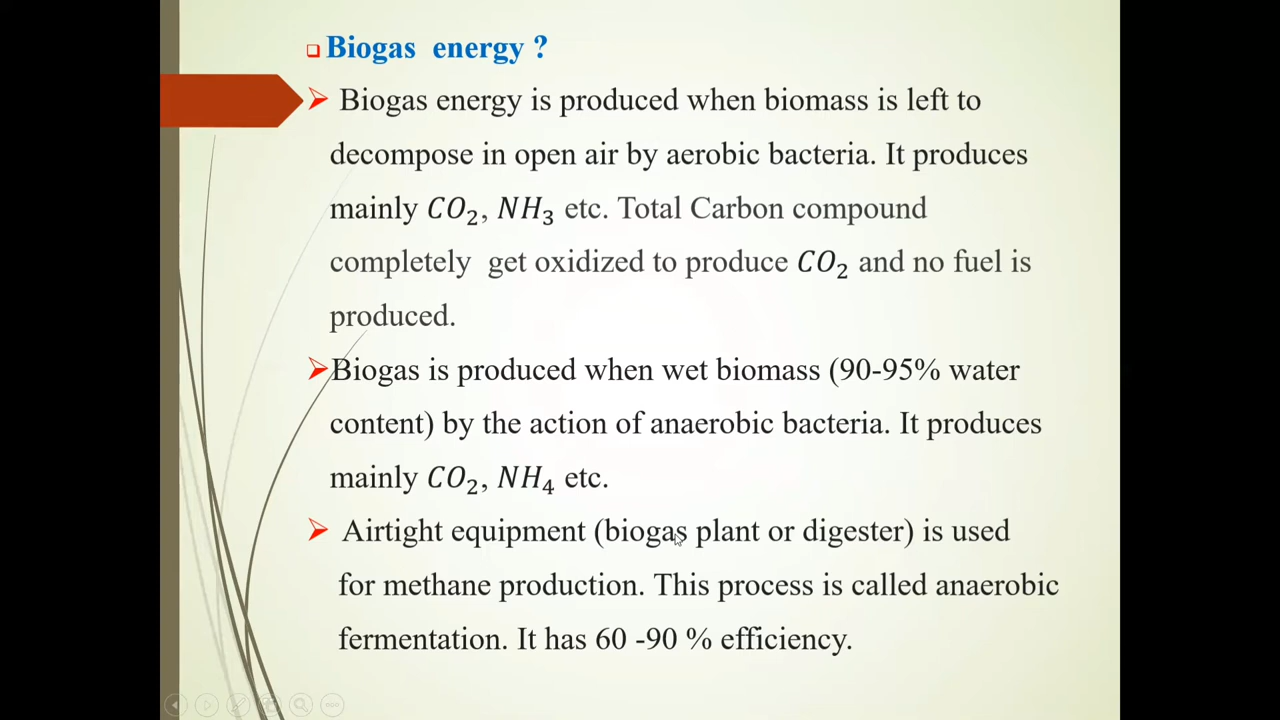 Biogas energy ?
Biogas energy is produced when biomass is left to
decompose in open air by aerobic bacteria. It produces
mainly CO₂, NH₃ etc. Total Carbon compound
completely get oxidized to produce CO₂ and no fuel is
produced.
Biogas is produced when wet biomass (90-95% water
content) by the action of anaerobic bacteria. It produces
mainly CO₂, NH₄ etc.
Airtight equipment (biogas plant or digester) is used
for methane production. This process is called anaerobic
fermentation. It has 60 -90 % efficiency.